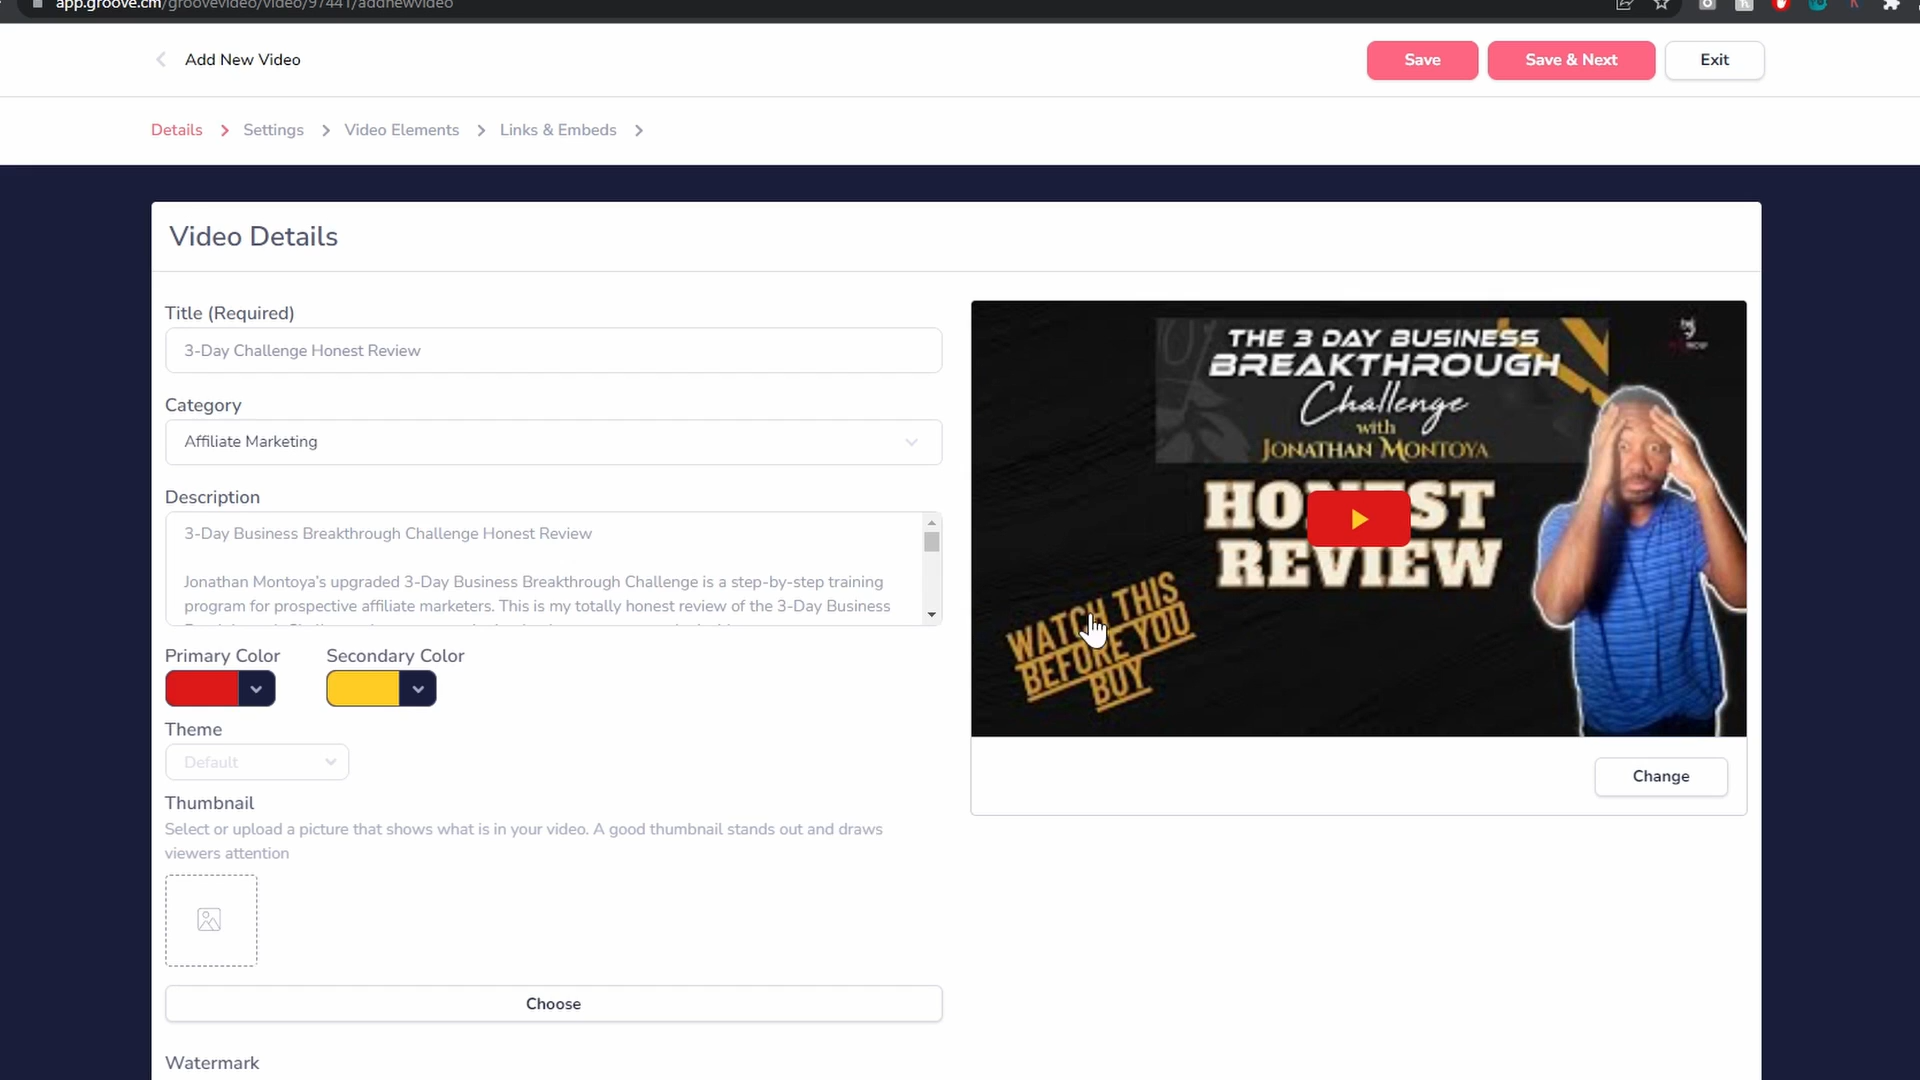 app.groove.cm/groovevideo/video/97441/addnewvideo
Add New Video
Save
Save & Next
Exit
Details
Settings
Video Elements
Links & Embeds
Video Details
Title (Required)
3-Day Challenge Honest Review
Category
Affiliate Marketing
Description
3-Day Business Breakthrough Challenge Honest Review
Jonathan Montoya's upgraded 3-Day Business Breakthrough Challenge is a step-by-step training
program for prospective affiliate marketers. This is my totally honest review of the 3-Day Business
Primary Color
Secondary Color
Theme
Default
Thumbnail
Select or upload a picture that shows what is in your video. A good thumbnail stands out and draws
viewers attention
Choose
Watermark
THE 3 DAY BUSINESS
BREAKTHROUGH
Challenge
with
JONATHAN MONTOYA
HONEST
REVIEW
WATCH THIS
BEFORE YOU
BUY
Change